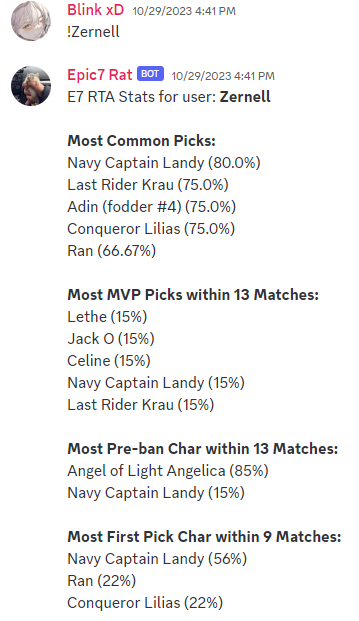 Blink xD 10/29/2023 4:41 PM
!Zernell
Epic7 Rat BOT 10/29/2023 4:41 PM
E7 RTA Stats for user: Zernell
Most Common Picks:
Navy Captain Landy (80.0%)
Last Rider Krau (75.0%)
Adin (fodder #4) (75.0%)
Conqueror Lilias (75.0%)
Ran (66.67%)
Most MVP Picks within 13 Matches:
Lethe (15%)
Jack O (15%)
Celine (15%)
Navy Captain Landy (15%)
Last Rider Krau (15%)
Most Pre-ban Char within 13 Matches:
Angel of Light Angelica (85%)
Navy Captain Landy (15%)
Most First Pick Char within 9 Matches:
Navy Captain Landy (56%)
Ran (22%)
Conqueror Lilias (22%)